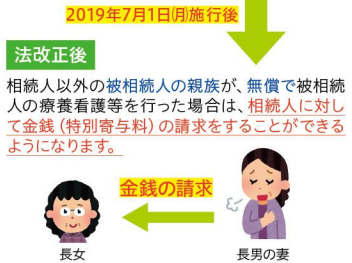 2019年7月1日㈪施行後
法改正後
相続人以外の被相続人の親族が、無償で被相続
人の療養看護等を行った場合は、相続人に対し
て金銭（特別寄与料）の請求をすることができる
ようになります。
金銭の請求
長女
長男の妻